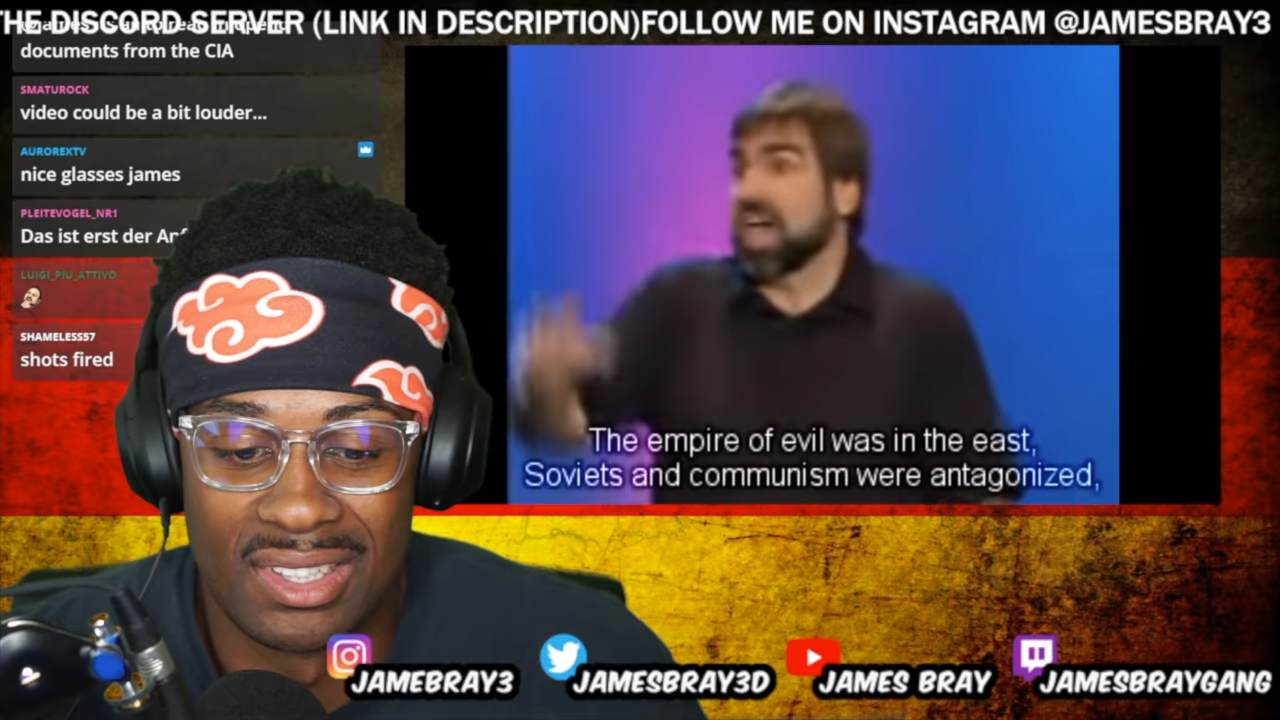 THE DISCORD SERVER (LINK IN DESCRIPTION)FOLLOW ME ON INSTAGRAM @JAMESBRAY3
documents from the CIA
SMATUROCK
video could be a bit louder...
AUROREXTV
nice glasses james
PLEITEVOGEL_NR1
Das ist erst der
LUIGI_PIU_ATTIVO
SHAMELESS57
shots fired
The empire of evil was in the east,
Soviets and communism were antagonized,
JAMEBRAY3
JAMESBRAY3D
JAMES BRAY
JAMESBRAYGANG